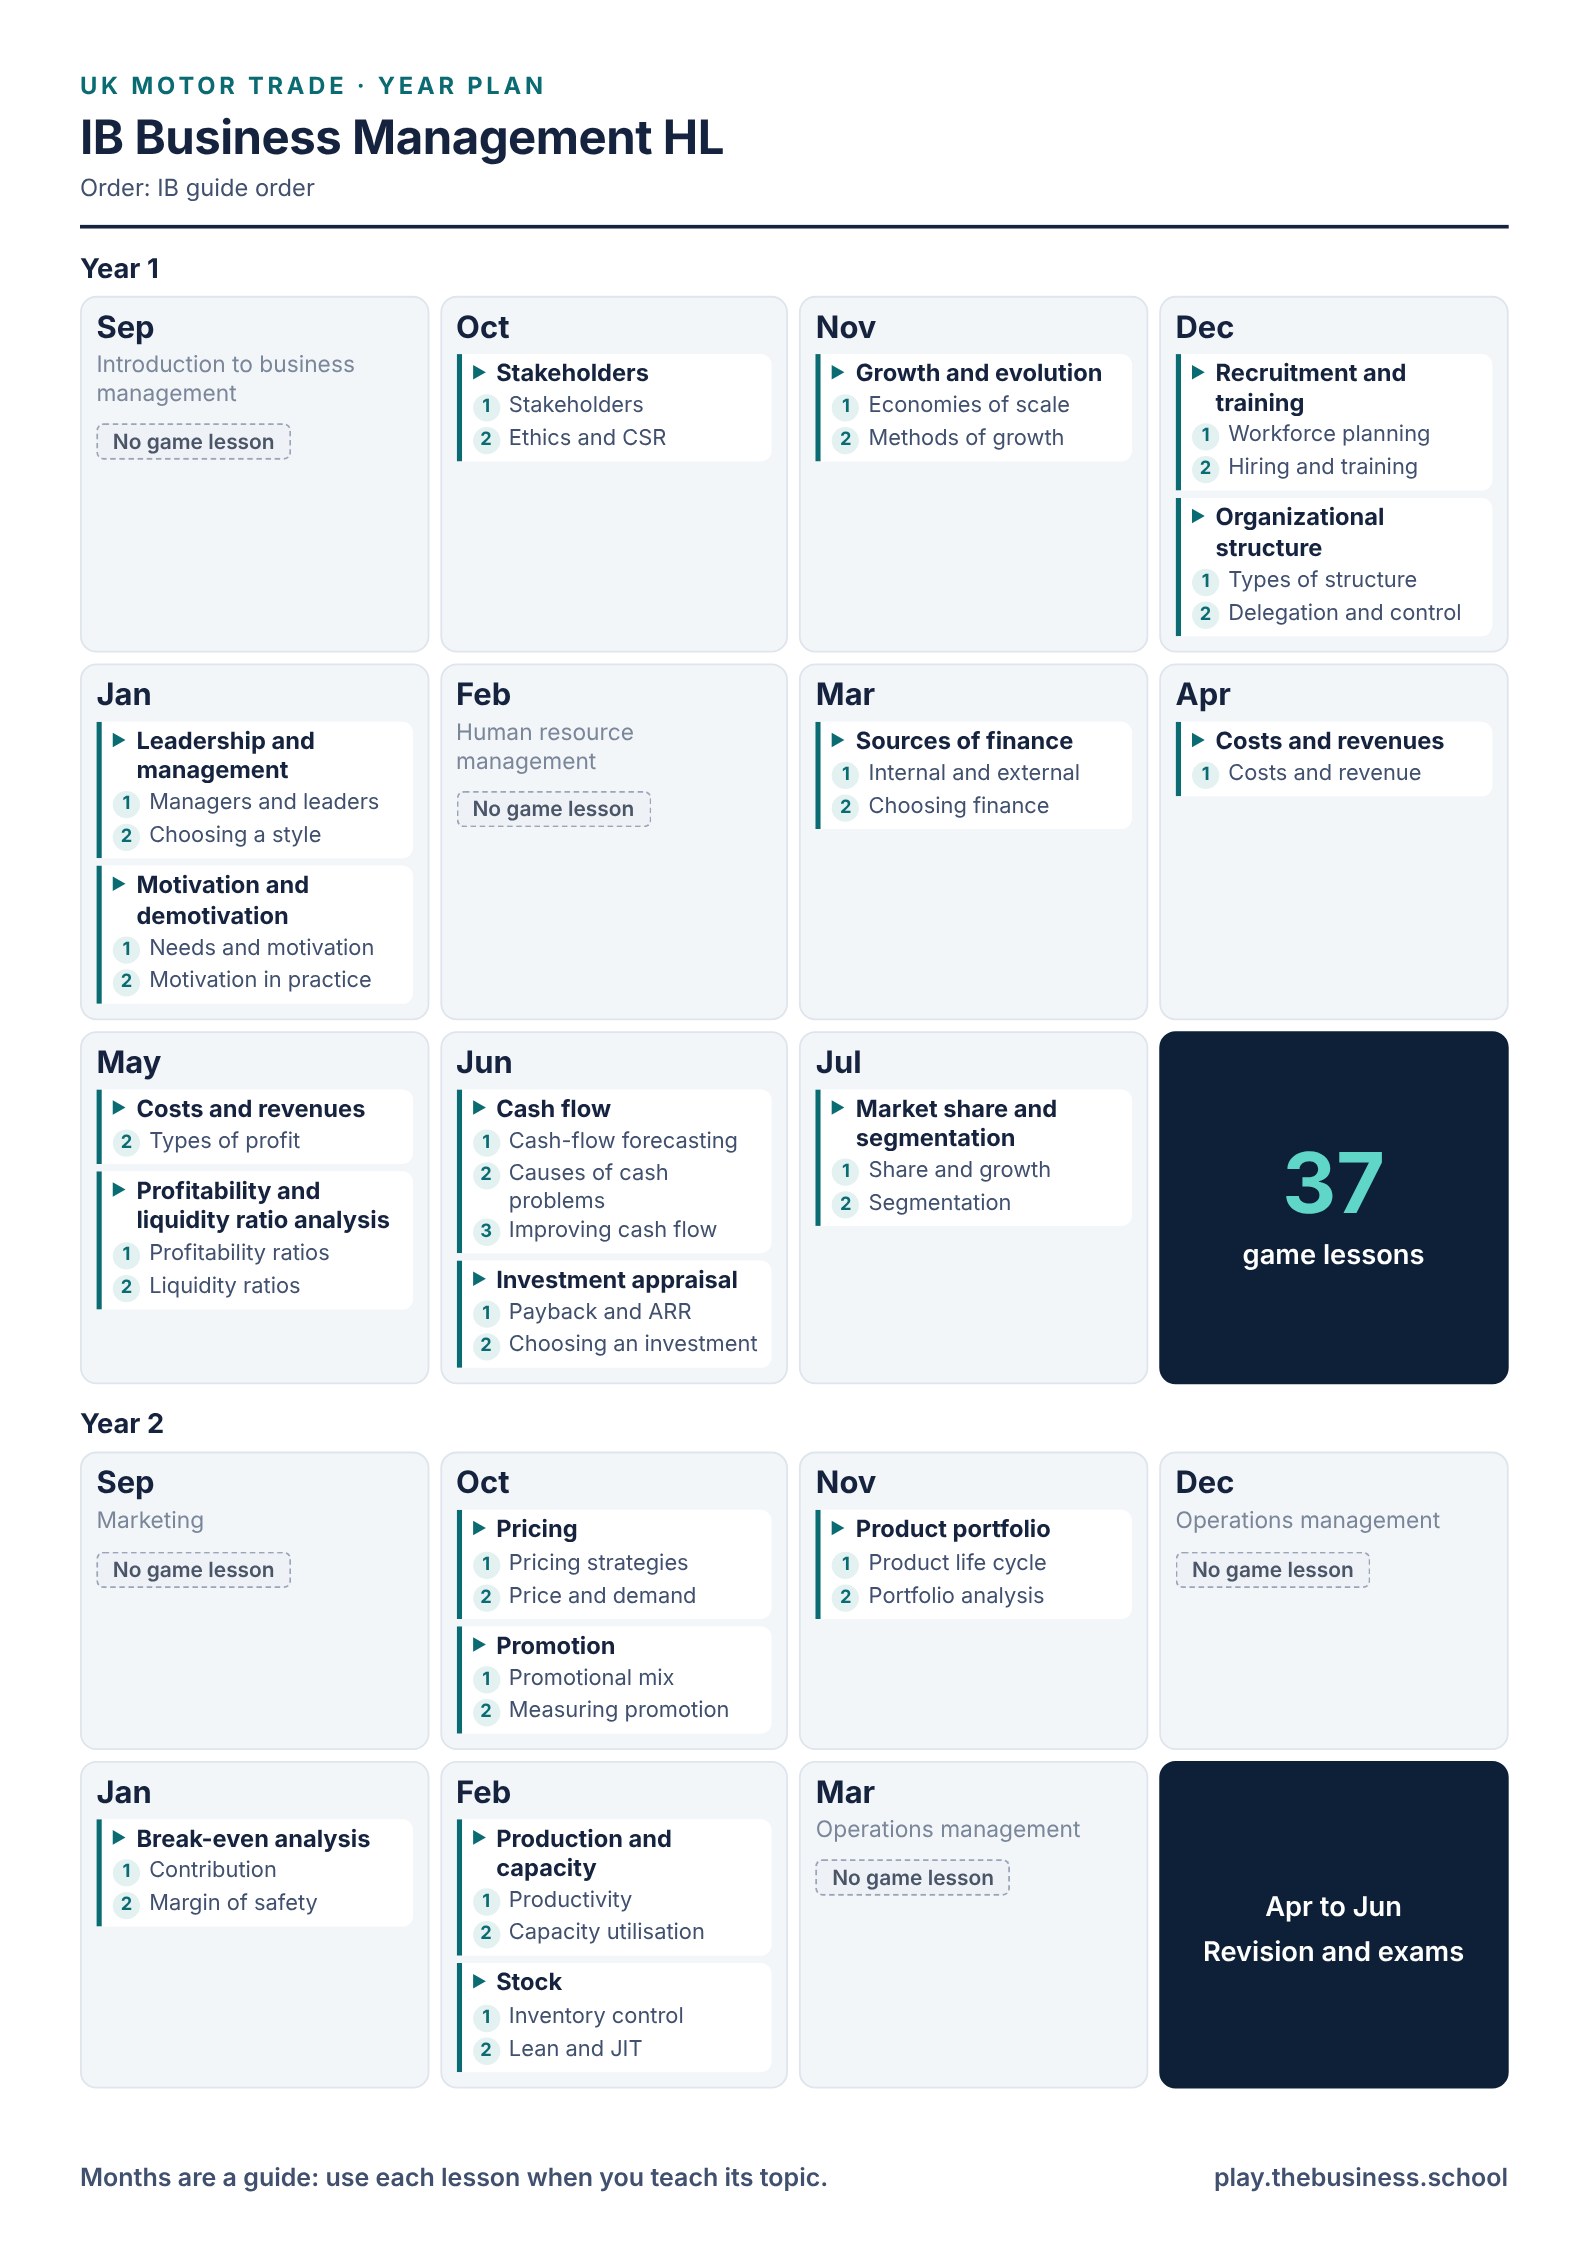 UK MOTOR TRADE · YEAR PLAN
IB Business Management HL
Order: IB guide order
Year 1
Sep
Introduction to business
management
No game lesson
Oct
Stakeholders
1 Stakeholders
2 Ethics and CSR
Nov
Growth and evolution
1 Economies of scale
2 Methods of growth
Dec
Recruitment and
training
1 Workforce planning
2 Hiring and training
Organizational
structure
1 Types of structure
2 Delegation and control
Jan
Leadership and
management
1 Managers and leaders
2 Choosing a style
Motivation and
demotivation
1 Needs and motivation
2 Motivation in practice
Feb
Human resource
management
No game lesson
Mar
Sources of finance
1 Internal and external
2 Choosing finance
Apr
Costs and revenues
1 Costs and revenue
May
Costs and revenues
2 Types of profit
Profitability and
liquidity ratio analysis
1 Profitability ratios
2 Liquidity ratios
Jun
Cash flow
1 Cash-flow forecasting
2 Causes of cash
problems
3 Improving cash flow
Investment appraisal
1 Payback and ARR
2 Choosing an investment
Jul
Market share and
segmentation
1 Share and growth
2 Segmentation
37
game lessons
Year 2
Sep
Marketing
No game lesson
Oct
Pricing
1 Pricing strategies
2 Price and demand
Promotion
1 Promotional mix
2 Measuring promotion
Nov
Product portfolio
1 Product life cycle
2 Portfolio analysis
Dec
Operations management
No game lesson
Jan
Break-even analysis
1 Contribution
2 Margin of safety
Feb
Production and
capacity
1 Productivity
2 Capacity utilisation
Stock
1 Inventory control
2 Lean and JIT
Mar
Operations management
No game lesson
Apr to Jun
Revision and exams
Months are a guide: use each lesson when you teach its topic.
play.thebusiness.school